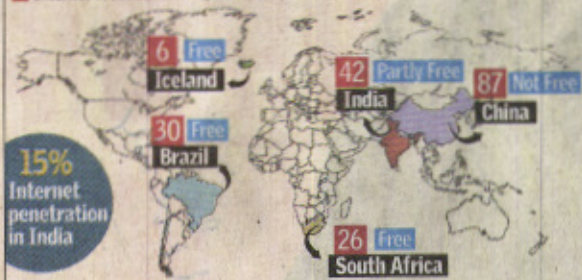 6 Free
Iceland
42 Partly Free
India
87 Not Free
China
30 Free
Brazil
15%
Internet
penetration
in India
26 Free
South Africa